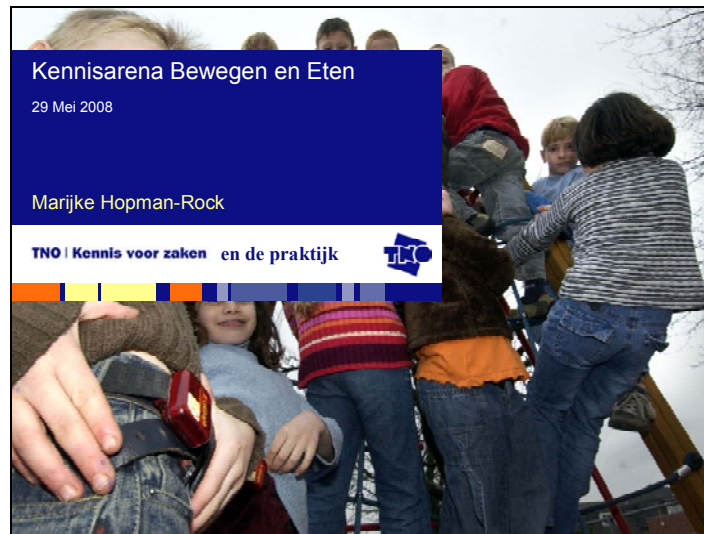 Kennisarena Bewegen en Eten
29 Mei 2008
Marijke Hopman-Rock
TNO | Kennis voor zaken en de praktijk TNO